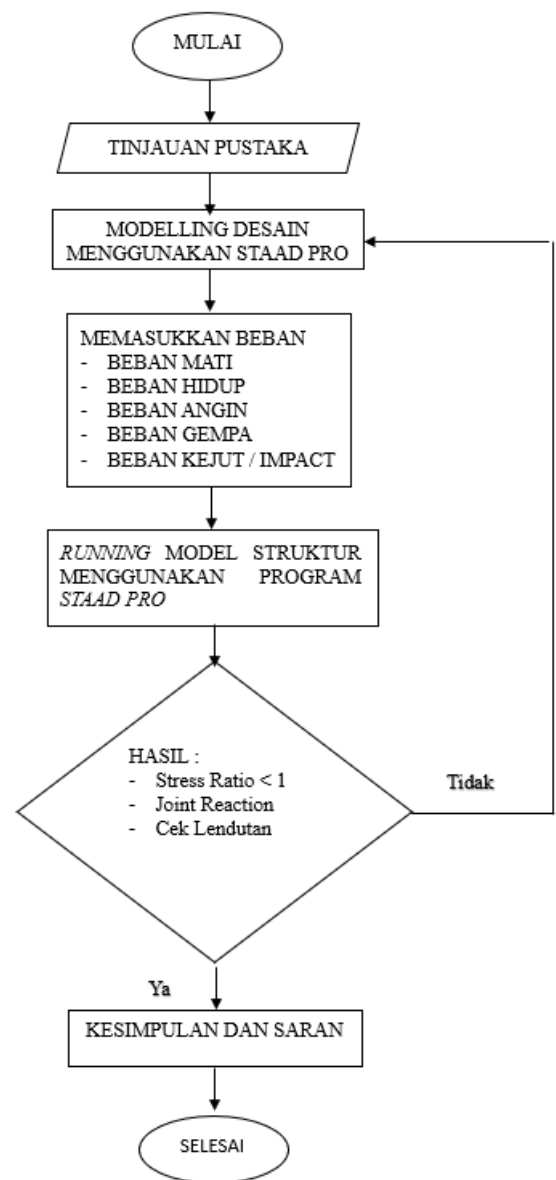 MULAI
TINJAUAN PUSTAKA
MODELLING DESAIN
MENGGUNAKAN STAAD PRO
MEMASUKKAN BEBAN
- BEBAN MATI
- BEBAN HIDUP
- BEBAN ANGIN
- BEBAN GEMPA
- BEBAN KEJUT / IMPACT
RUNNING MODEL STRUKTUR
MENGGUNAKAN PROGRAM
STAAD PRO
HASIL :
- Stress Ratio < 1
- Joint Reaction
- Cek Lendutan
Tidak
Ya
KESIMPULAN DAN SARAN
SELESAI